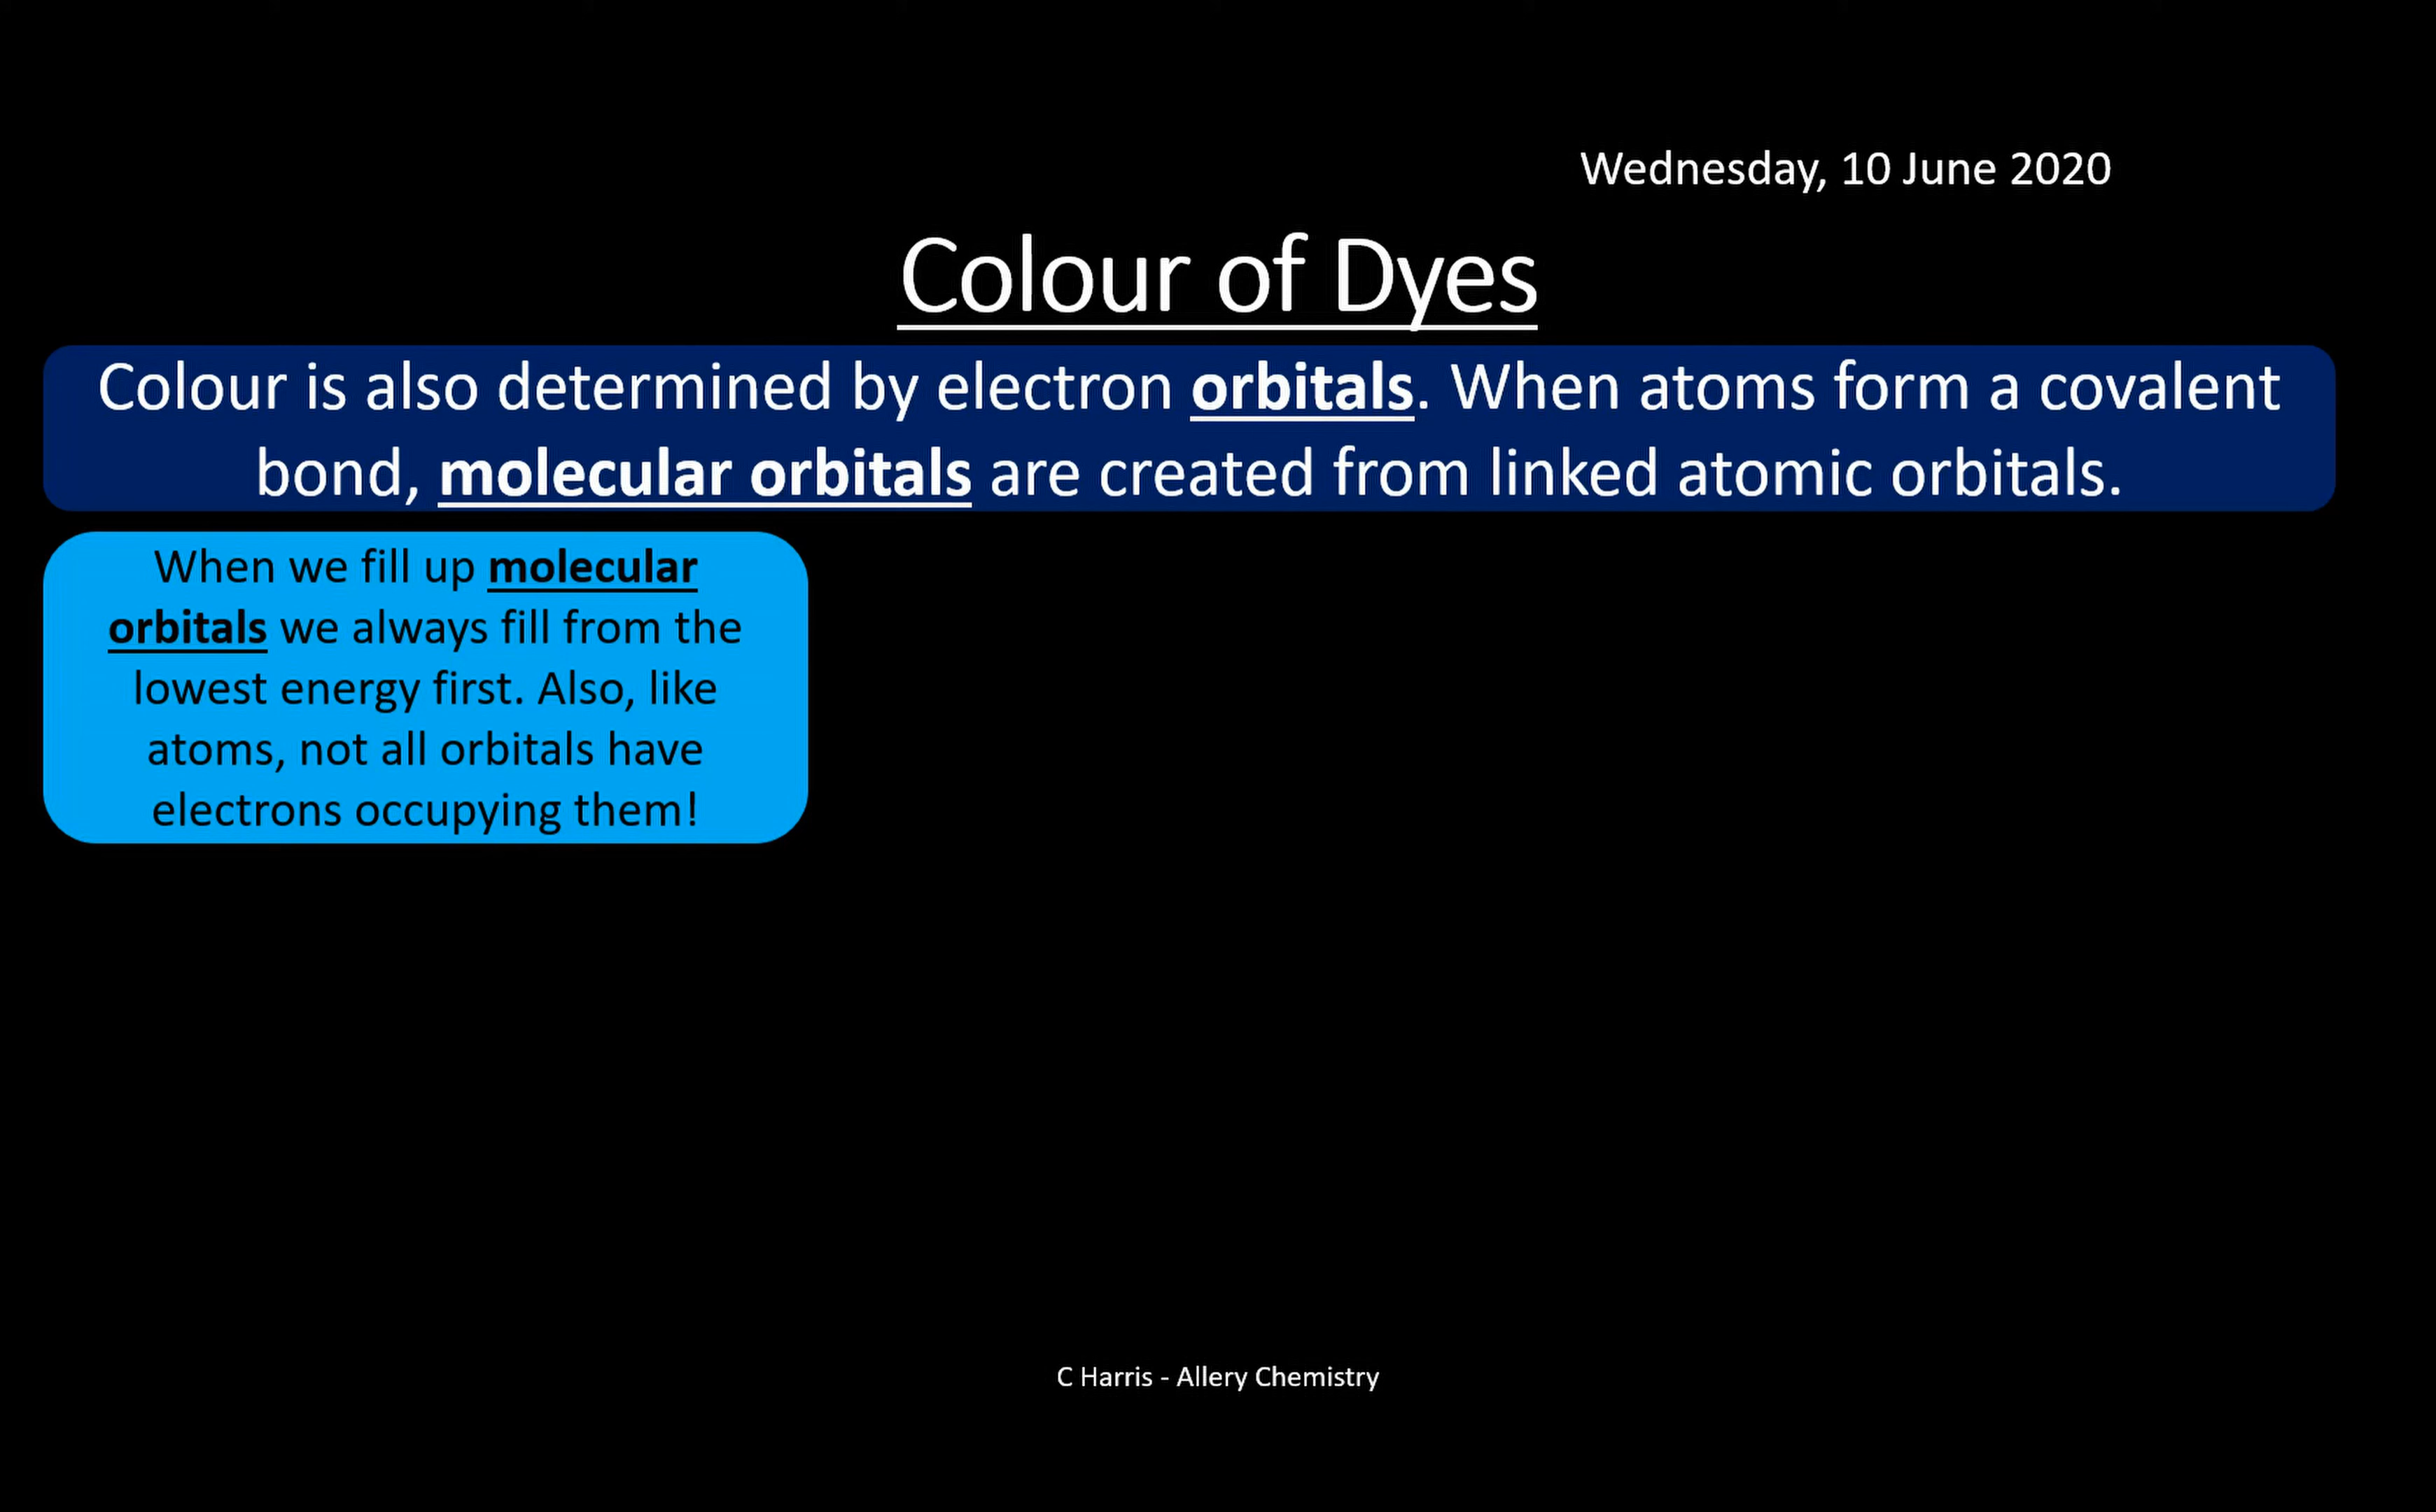 Wednesday, 10 June 2020
Colour of Dyes
Colour is also determined by electron orbitals. When atoms form a covalent
bond, molecular orbitals are created from linked atomic orbitals.
When we fill up molecular
orbitals we always fill from the
lowest energy first. Also, like
atoms, not all orbitals have
electrons occupying them!
C Harris - Allery Chemistry